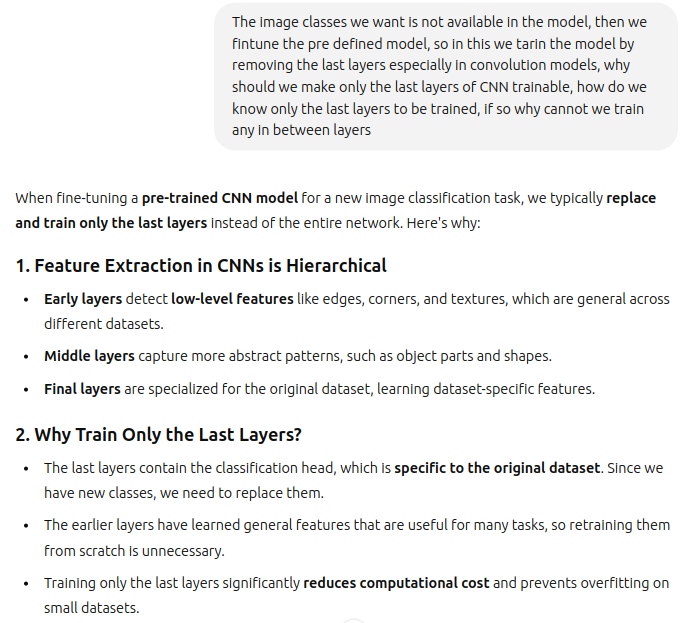 The image classes we want is not available in the model, then we
fintune the pre defined model, so in this we tarin the model by
removing the last layers especially in convolution models, why
should we make only the last layers of CNN trainable, how do we
know only the last layers to be trained, if so why cannot we train
any in between layers
When fine-tuning a pre-trained CNN model for a new image classification task, we typically replace
and train only the last layers instead of the entire network. Here's why:
1. Feature Extraction in CNNs is Hierarchical
• Early layers detect low-level features like edges, corners, and textures, which are general across
different datasets.
• Middle layers capture more abstract patterns, such as object parts and shapes.
• Final layers are specialized for the original dataset, learning dataset-specific features.
2. Why Train Only the Last Layers?
• The last layers contain the classification head, which is specific to the original dataset. Since we
have new classes, we need to replace them.
• The earlier layers have learned general features that are useful for many tasks, so retraining them
from scratch is unnecessary.
• Training only the last layers significantly reduces computational cost and prevents overfitting on
small datasets.